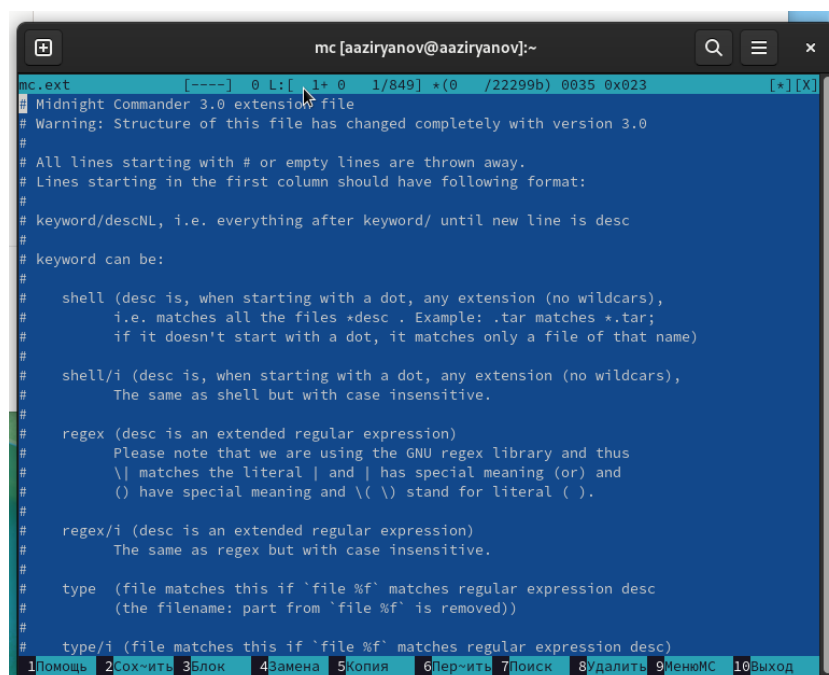 mc [aaziryanov@aaziryanov]:~
mc.ext [----] 0 L:[ 1+ 0 1/849] *(0 /22299b) 0035 0x023 [*][X]
# Midnight Commander 3.0 extension file
# Warning: Structure of this file has changed completely with version 3.0
#
# All lines starting with # or empty lines are thrown away.
# Lines starting in the first column should have following format:
#
# keyword/descNL, i.e. everything after keyword/ until new line is desc
#
# keyword can be:
#
#    shell (desc is, when starting with a dot, any extension (no wildcars),
#          i.e. matches all the files *desc . Example: .tar matches *.tar;
#          if it doesn't start with a dot, it matches only a file of that name)
#
#    shell/i (desc is, when starting with a dot, any extension (no wildcars),
#          The same as shell but with case insensitive.
#
#    regex (desc is an extended regular expression)
#          Please note that we are using the GNU regex library and thus
#          \| matches the literal | and | has special meaning (or) and
#          () have special meaning and \( \) stand for literal ( ).
#
#    regex/i (desc is an extended regular expression)
#          The same as regex but with case insensitive.
#
#    type  (file matches this if `file %f` matches regular expression desc
#          (the filename: part from `file %f` is removed))
#
#    type/i (file matches this if `file %f` matches regular expression desc)
1Помощь 2Сох~ить 3Блок 4Замена 5Копия 6Пер~ить 7Поиск 8Удалить 9МенюMC 10Выход